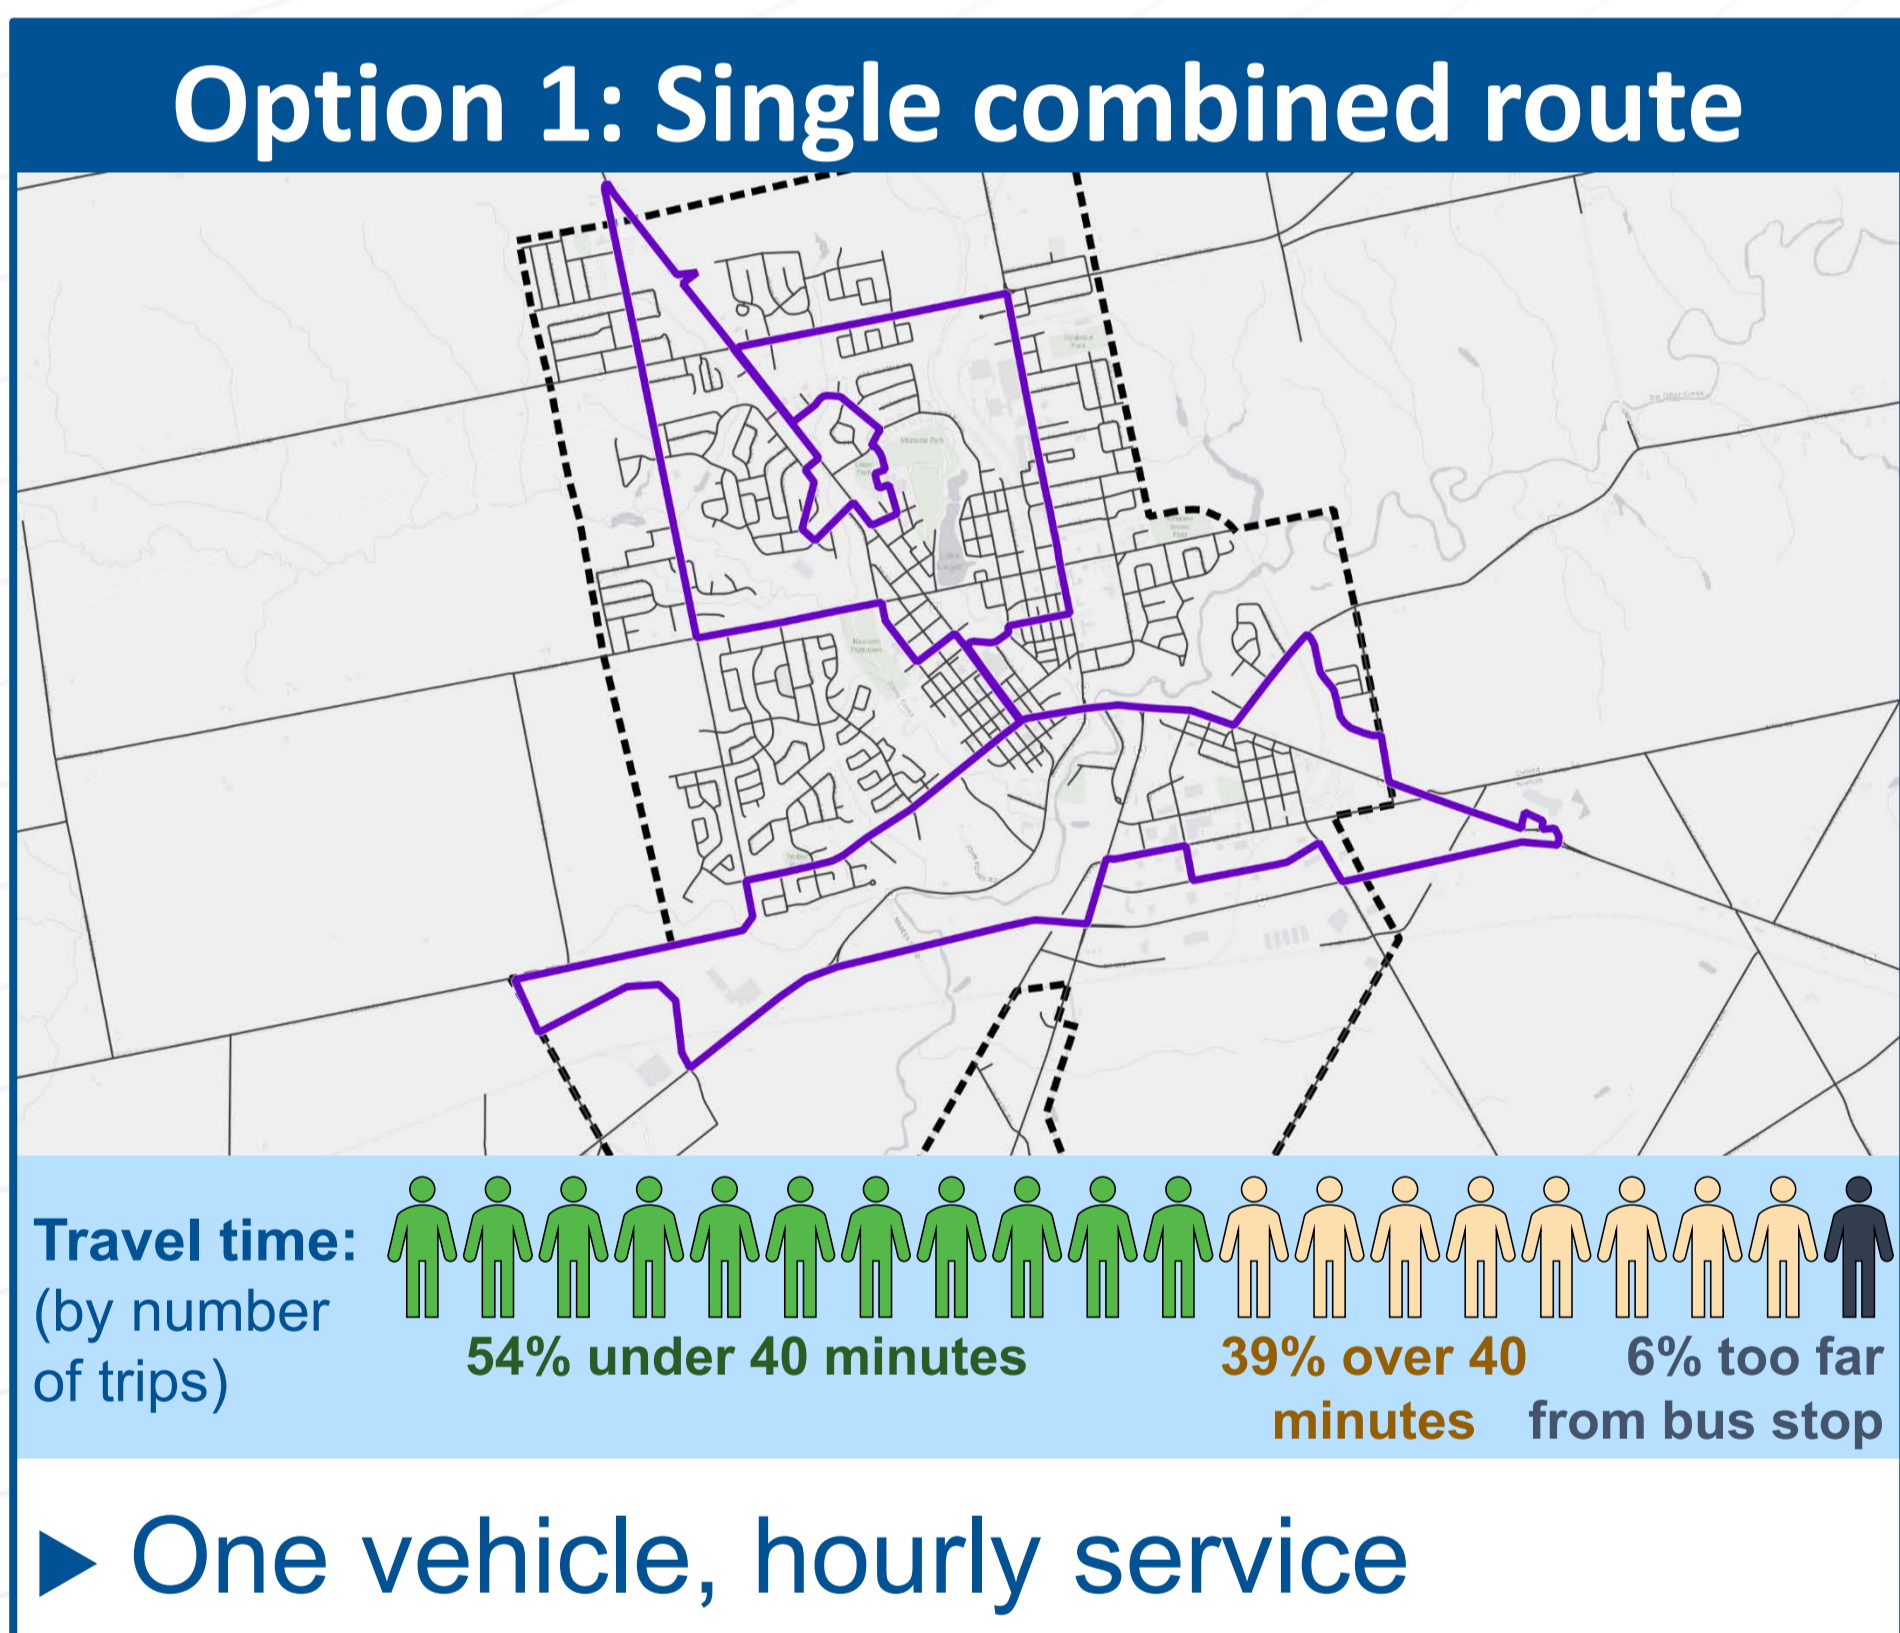 Option 1: Single combined route
Travel time:
(by number
of trips)
54% under 40 minutes
39% over 40
minutes
6% too far
from bus stop
▶ One vehicle, hourly service